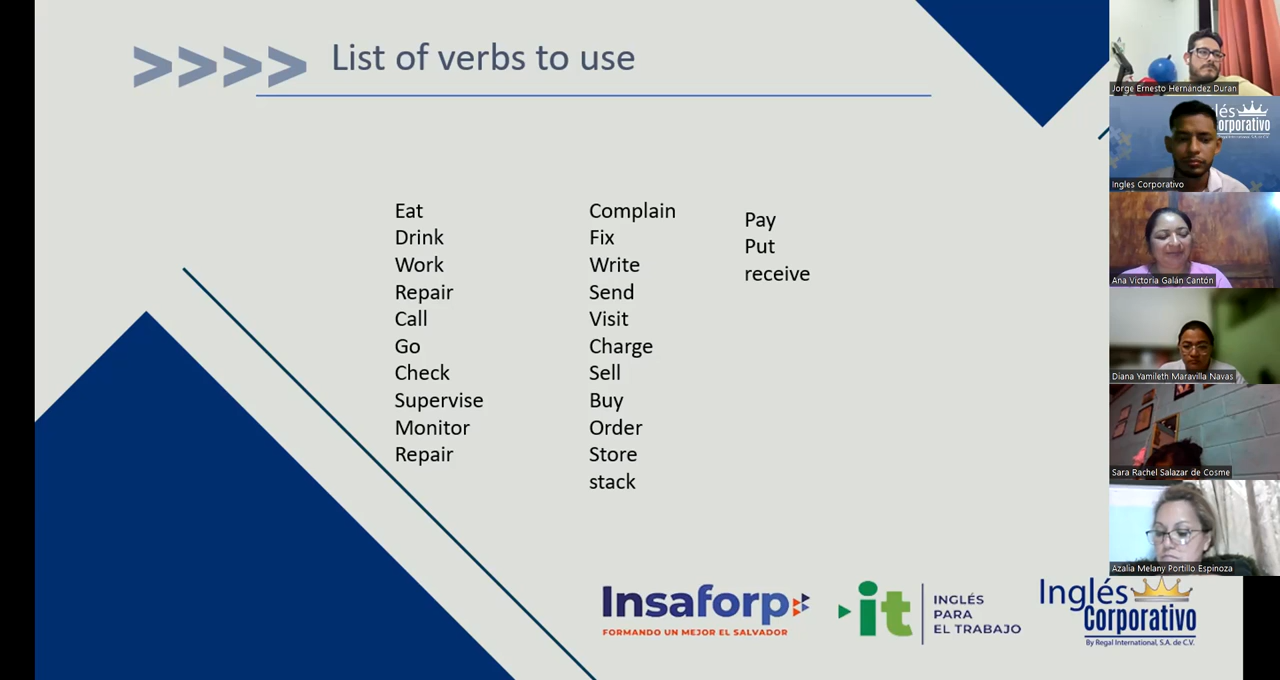 >>>> List of verbs to use
Eat
Drink
Work
Repair
Call
Go
Check
Supervise
Monitor
Repair
Complain
Fix
Write
Send
Visit
Charge
Sell
Buy
Order
Store
stack
Pay
Put
receive
Insaforp
FORMANDO UN MEJOR EL SALVADOR
it
INGLÉS
PARA
EL TRABAJO
Inglés
Corporativo
By Regal International, S.A. de C.V.
Jorge Ernesto Hernandez Duran
lés
orporativo
Ingles Corporativo
Ana Victoria Galán Cantón
Diana Yamileth Maravilla Navas
Sara Rachel Salazar de Cosme
Azalia Melany Portillo Espinoza